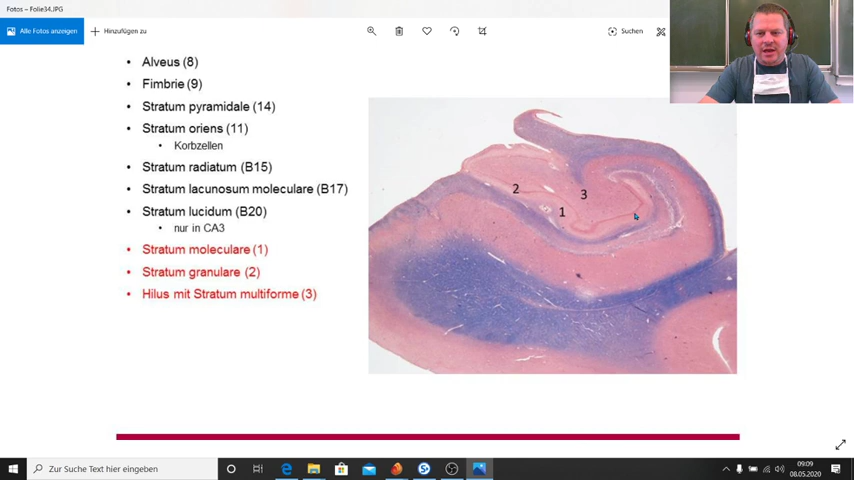 Fotos – Folie34.JPG
Alle Fotos anzeigen
Hinzufügen zu
Suchen
• Alveus (8)
• Fimbrie (9)
• Stratum pyramidale (14)
• Stratum oriens (11)
• Korbzellen
• Stratum radiatum (B15)
• Stratum lacunosum moleculare (B17)
• Stratum lucidum (B20)
• nur in CA3
• Stratum moleculare (1)
• Stratum granulare (2)
• Hilus mit Stratum multiforme (3)
2
3
1
Zur Suche Text hier eingeben
09:09
08.05.2020